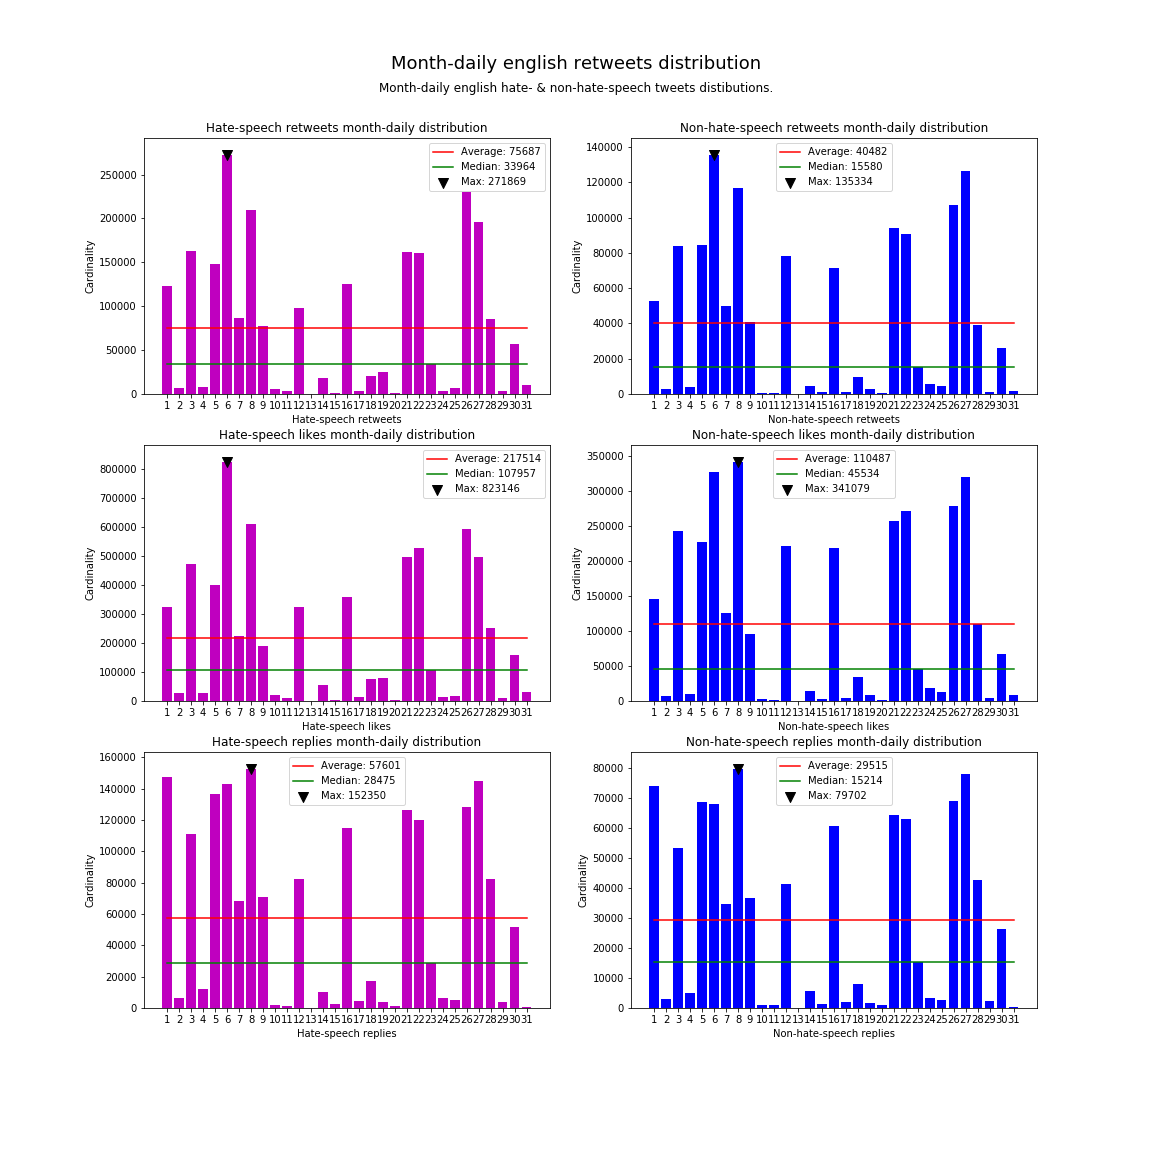 Month-daily english retweets distribution
Month-daily english hate- & non-hate-speech tweets distibutions.
Hate-speech retweets month-daily distribution
Average: 75687
Median: 33964
Max: 271869
250000
200000
150000
100000
50000
0
Cardinality
1 2 3 4 5 6 7 8 9 10 11 12 13 14 15 16 17 18 19 20 21 22 23 24 25 26 27 28 29 30 31
Hate-speech retweets
Non-hate-speech retweets month-daily distribution
Average: 40482
Median: 15580
Max: 135334
140000
120000
100000
80000
60000
40000
20000
0
Cardinality
1 2 3 4 5 6 7 8 9 10 11 12 13 14 15 16 17 18 19 20 21 22 23 24 25 26 27 28 29 30 31
Non-hate-speech retweets
Hate-speech likes month-daily distribution
Average: 217514
Median: 107957
Max: 823146
800000
700000
600000
500000
400000
300000
200000
100000
0
Cardinality
1 2 3 4 5 6 7 8 9 10 11 12 13 14 15 16 17 18 19 20 21 22 23 24 25 26 27 28 29 30 31
Hate-speech likes
Non-hate-speech likes month-daily distribution
Average: 110487
Median: 45534
Max: 341079
350000
300000
250000
200000
150000
100000
50000
0
Cardinality
1 2 3 4 5 6 7 8 9 10 11 12 13 14 15 16 17 18 19 20 21 22 23 24 25 26 27 28 29 30 31
Non-hate-speech likes
Hate-speech replies month-daily distribution
Average: 57601
Median: 28475
Max: 152350
160000
140000
120000
100000
80000
60000
40000
20000
0
Cardinality
1 2 3 4 5 6 7 8 9 10 11 12 13 14 15 16 17 18 19 20 21 22 23 24 25 26 27 28 29 30 31
Hate-speech replies
Non-hate-speech replies month-daily distribution
Average: 29515
Median: 15214
Max: 79702
80000
70000
60000
50000
40000
30000
20000
10000
0
Cardinality
1 2 3 4 5 6 7 8 9 10 11 12 13 14 15 16 17 18 19 20 21 22 23 24 25 26 27 28 29 30 31
Non-hate-speech replies